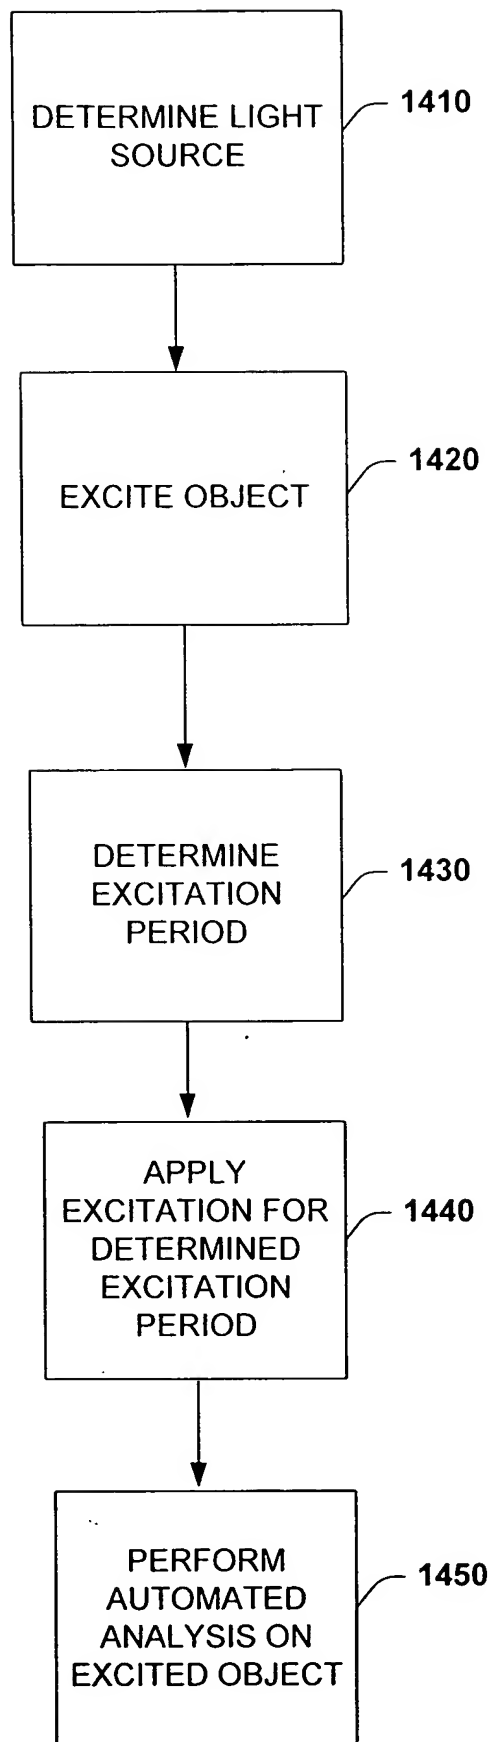 DETERMINE LIGHT
SOURCE
1410
EXCITE OBJECT
1420
DETERMINE
EXCITATION
PERIOD
1430
APPLY
EXCITATION FOR
DETERMINED
EXCITATION
PERIOD
1440
PERFORM
AUTOMATED
ANALYSIS ON
EXCITED OBJECT
1450